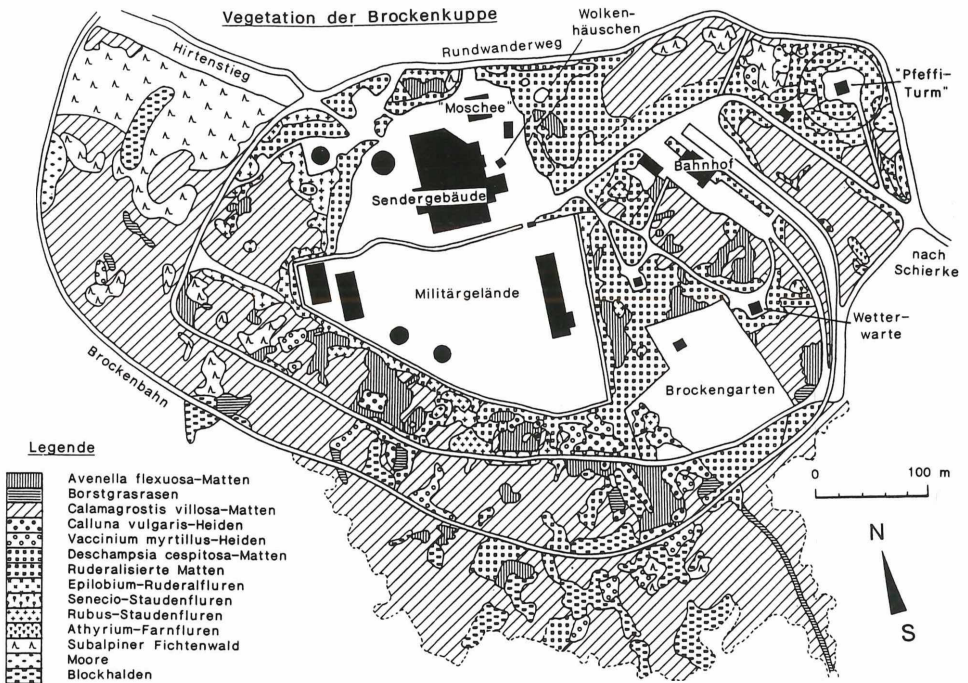 Vegetation der Brockenkuppe
Wolken-
häuschen
Hirtenstieg
Rundwanderweg
"Pfeffi-
Turm"
"Moschee"
Bahnhof
Sendergebäude
nach
Schierke
Militärgelände
Wetter-
warte
Brockenbahn
Brockengarten
Legende
Avenella flexuosa-Matten
Borstgrasrasen
Calamagrostis villosa-Matten
Calluna vulgaris-Heiden
Vaccinium myrtillus-Heiden
Deschampsia cespitosa-Matten
Ruderalisierte Matten
Epilobium-Ruderalfluren
Senecio-Staudenfluren
Rubus-Staudenfluren
Athyrium-Farnfluren
Subalpiner Fichtenwald
Moore
Blockhalden
0 100 m
N
S